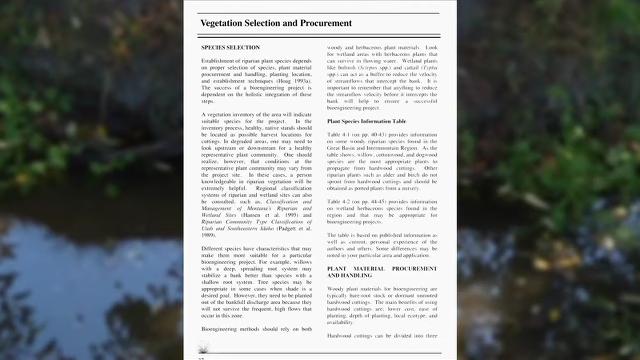 Vegetation Selection and Procurement
SPECIES SELECTION
Establishment of riparian plant species depends
on proper selection of species, plant material
procurement and handling, planting location,
and establishment techniques (Hoag 1993a).
The success of a bioengineering project is
dependent on the holistic integration of these
steps.
A vegetation inventory of the area will indicate
suitable species for the project. In the
inventory process, healthy, native stands should
be located as possible harvest locations for
cuttings. In degraded areas, one may need to
look upstream or downstream for a healthy
representative plant community. One should
realize, however, that conditions at the
representative plant community may vary from
the project site. In these cases, a person
knowledgeable in riparian vegetation will be
extremely helpful. Regional classification
systems of riparian and wetland sites can also
be consulted, such as, Classification and
Management of Montana's Riparian and
Wetland Sites (Hansen et al. 1995) and
Riparian Community Type Classification of
Utah and Southwestern Idaho (Padgett et al.
1989).
Different species have characteristics that may
make them more suitable for a particular
bioengineering project. For example, willows
with a deep, spreading root system may
stabilize a bank better than species with a
shallow root system. Tree species may be
appropriate in some cases when shade is a
desired goal. However, they need to be planted
out of the bankfull discharge area because they
will not survive the frequent, high flows that
occur in this zone.
Bioengineering methods should rely on both
woody and herbaceous plant materials. Look
for wetland areas with herbaceous plants that
can survive in flowing water. Wetland plants
like bulrush (Scirpus spp.) and cattail (Typha
spp.) can act as a buffer to reduce the velocity
of streamflows that intercept the bank. It is
important to remember that anything to reduce
the streamflow velocity before it intercepts the
bank will help to ensure a successful
bioengineering project.
Plant Species Information Table
Table 4-1 (on pp. 40-43) provides information
on some woody riparian species found in the
Great Basin and Intermountain Region. As the
table shows, willow, cottonwood, and dogwood
species are the most appropriate plants to
propagate from hardwood cuttings. Other
riparian plants such as alder and birch do not
sprout from hardwood cuttings and should be
obtained as potted plants from a nursery.
Table 4-2 (on pp. 44-45) provides information
on wetland herbaceous species found in the
region and that may be appropriate for
bioengineering projects.
The table is based on published information as
well as current, personal experience of the
authors and others. Some differences may be
noted in your particular area and application.
PLANT MATERIAL PROCUREMENT
AND HANDLING
Woody plant materials for bioengineering are
typically bare-root stock or dormant unrooted
hardwood cuttings. The main benefits of using
hardwood cuttings are, lower cost, ease of
planting, depth of planting, local ecotype, and
availability.
Hardwood cuttings can be divided into three